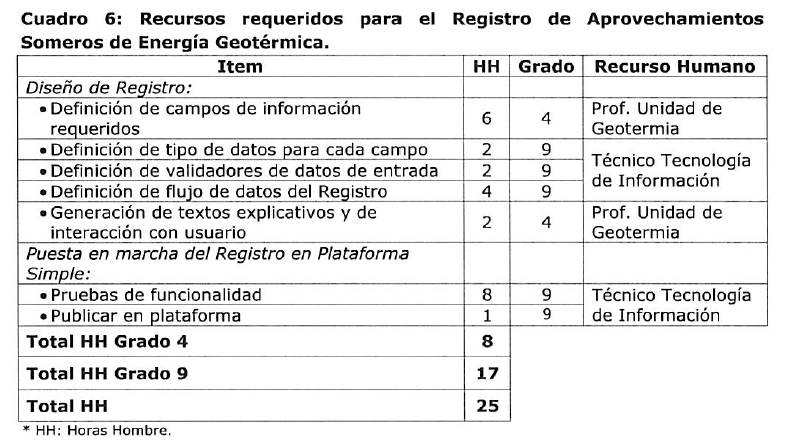 Cuadro 6: Recursos requeridos para el Registro de Aprovechamientos
Someros de Energía Geotérmica.
Item HH Grado Recurso Humano
Diseño de Registro:
• Definición de campos de información
requeridos 6 4 Prof. Unidad de
Geotermia
• Definición de tipo de datos para cada campo 2 9
• Definición de validadores de datos de entrada 2 9
• Definición de flujo de datos del Registro 4 9
Técnico Tecnología
de Información
• Generación de textos explicativos y de
interacción con usuario 2 4 Prof. Unidad de
Geotermia
Puesta en marcha del Registro en Plataforma
Simple:
• Pruebas de funcionalidad 8 9 Técnico Tecnología
• Publicar en plataforma 1 9 de Información
Total HH Grado 4 8
Total HH Grado 9 17
Total HH 25
* HH: Horas Hombre.